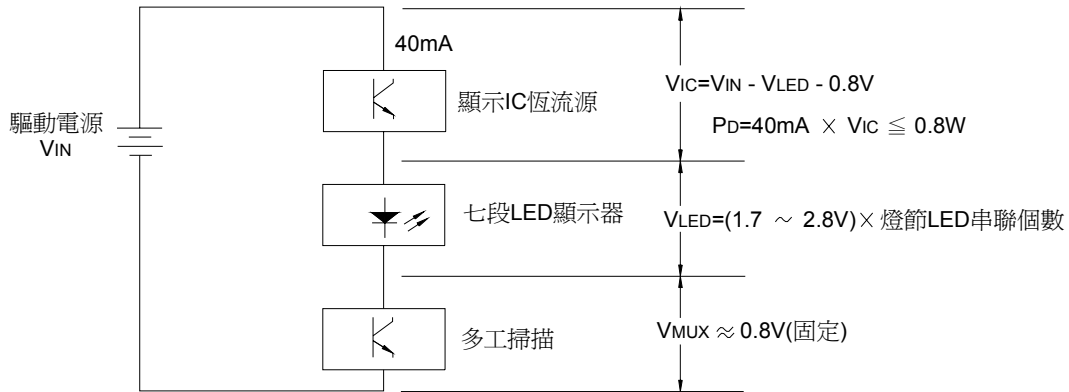 40mA
顯示IC恆流源
VIC=VIN - VLED - 0.8V
PD=40mA × VIC ≦ 0.8W
驅動電源
VIN
七段LED顯示器
VLED=(1.7 ~ 2.8V)× 燈節LED串聯個數
多工掃描
VMUX ≈ 0.8V(固定)